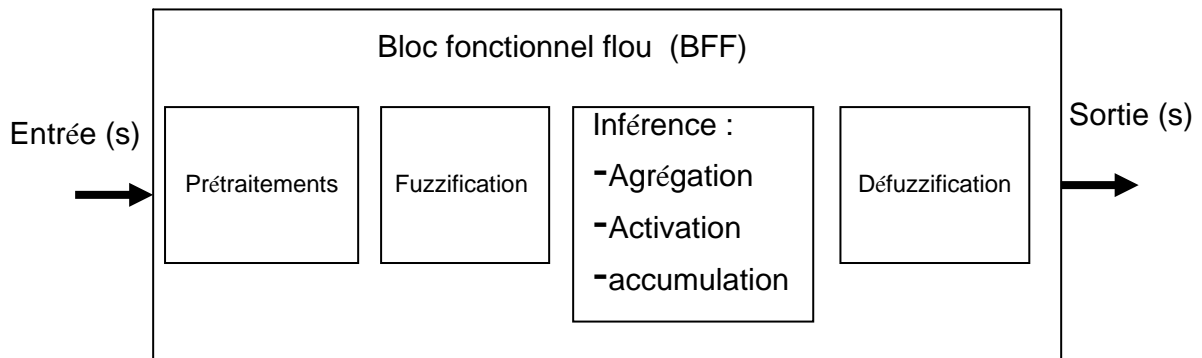 Bloc fonctionnel flou (BFF)
Entrée (s)
Prétraitements
Fuzzification
Inférence :
-Agrégation
-Activation
-accumulation
Défuzzification
Sortie (s)